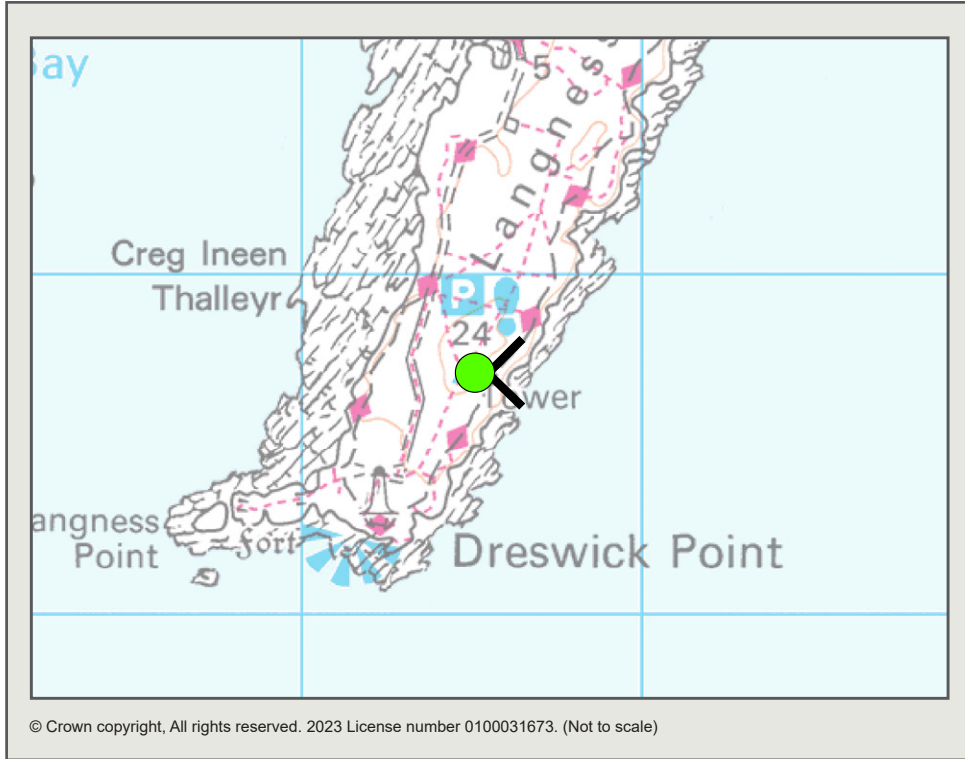 Bay
5
Langness
Creg Ineen
Thalleyr
P
24
Tower
angness
Point
fort
Dreswick Point
© Crown copyright, All rights reserved. 2023 License number 0100031673. (Not to scale)